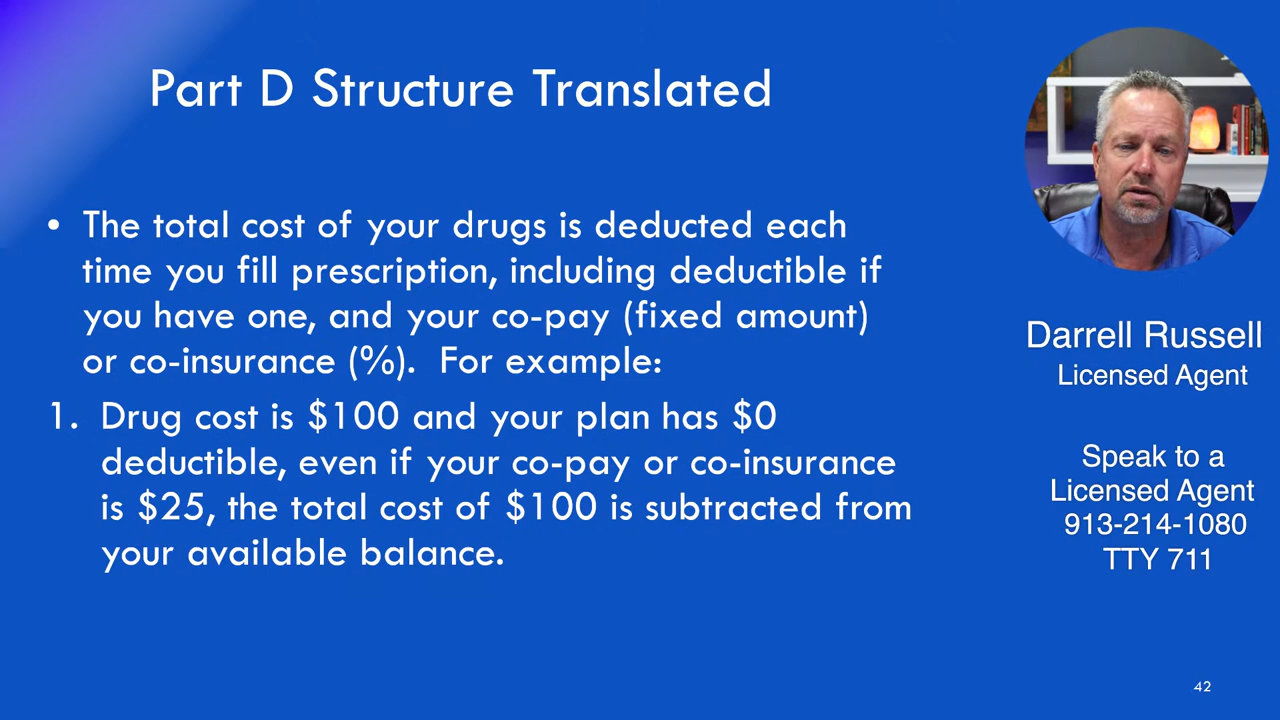 Part D Structure Translated
• The total cost of your drugs is deducted each
time you fill prescription, including deductible if
you have one, and your co-pay (fixed amount)
or co-insurance (%).  For example:
1. Drug cost is $100 and your plan has $0
deductible, even if your co-pay or co-insurance
is $25, the total cost of $100 is subtracted from
your available balance.
Darrell Russell
Licensed Agent
Speak to a
Licensed Agent
913-214-1080
TTY 711
42